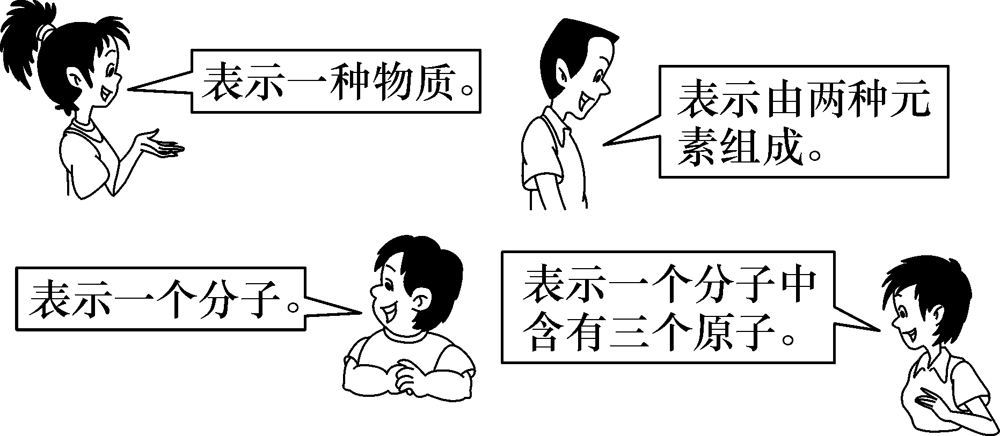 表示一种物质。
表示由两种元
素组成。
表示一个分子。
表示一个分子中
含有三个原子。